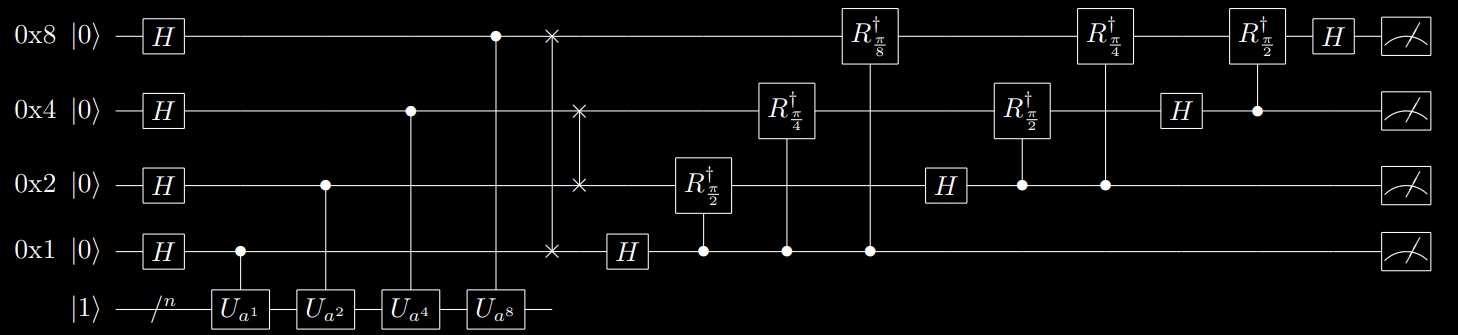 0x8 |0⟩ H R†π/8 R†π/4 R†π/2 H
0x4 |0⟩ H R†π/4 R†π/2 H
0x2 |0⟩ H R†π/2 H
0x1 |0⟩ H H
|1⟩ n Ua¹ Ua² Ua⁴ Ua⁸